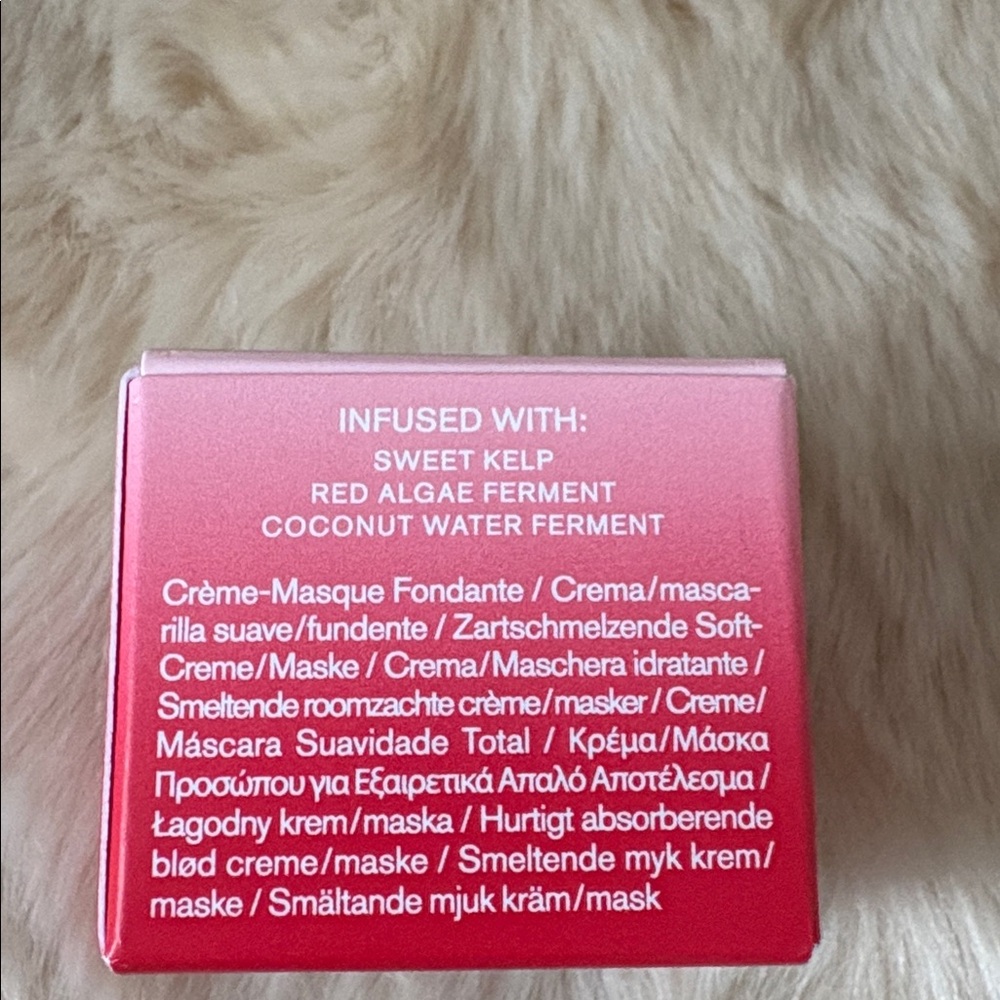 INFUSED WITH:
SWEET KELP
RED ALGAE FERMENT
COCONUT WATER FERMENT
Crème-Masque Fondante / Crema/masca-
rilla suave/fundente / Zartschmelzende Soft-
Creme/Maske / Crema/Maschera idratante /
Smeltende roomzachte crème/masker / Creme/
Máscara Suavidade Total / Κρέμα/Μάσκα
Προσώπου για Εξαιρετικά Απαλό Αποτέλεσμα /
Łagodny krem/maska / Hurtigt absorberende
blød creme/maske / Smeltende myk krem/
maske / Smältande mjuk kräm/mask